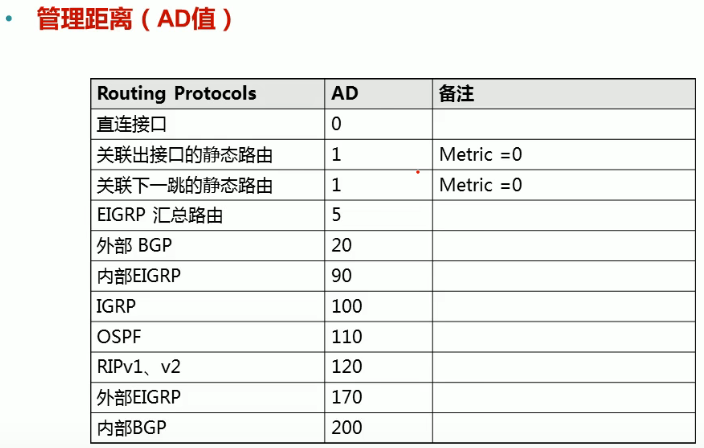 • 管理距离（AD值）
Routing Protocols AD 备注
直连接口 0
关联出接口的静态路由 1 Metric =0
关联下一跳的静态路由 1 Metric =0
EIGRP 汇总路由 5
外部 BGP 20
内部EIGRP 90
IGRP 100
OSPF 110
RIPv1、v2 120
外部EIGRP 170
内部BGP 200